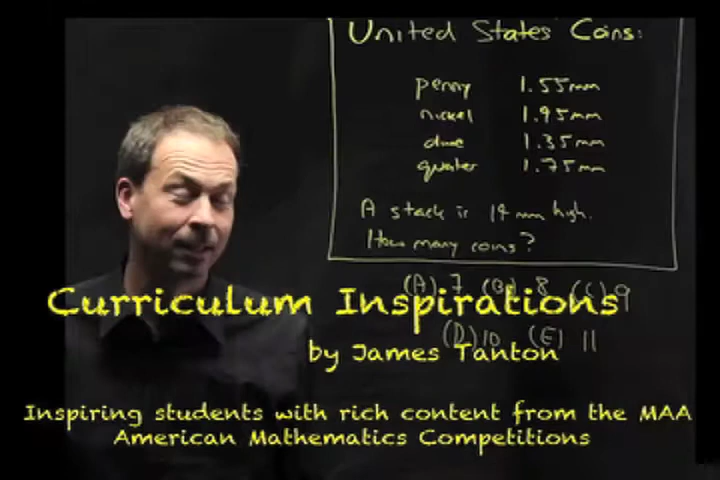 United States Coins:
penny 1.55mm
nickel 1.95mm
dime 1.35mm
quarter 1.75mm
A stack is 14 mm high.
How many coins?
(A) 7 (B) 8 (C) 9
Curriculum Inspirations
(D) 10 (E) 11
by James Tanton
Inspiring students with rich content from the MAA
American Mathematics Competitions